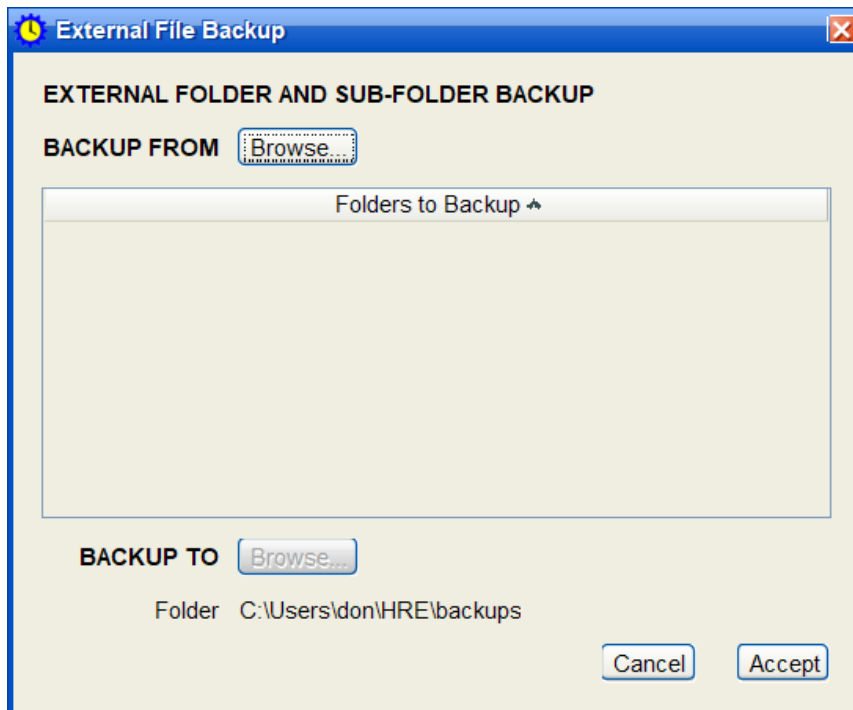 External File Backup
EXTERNAL FOLDER AND SUB-FOLDER BACKUP
BACKUP FROM Browse...
Folders to Backup
BACKUP TO Browse...
Folder C:\Users\don\HRE\backups
Cancel Accept